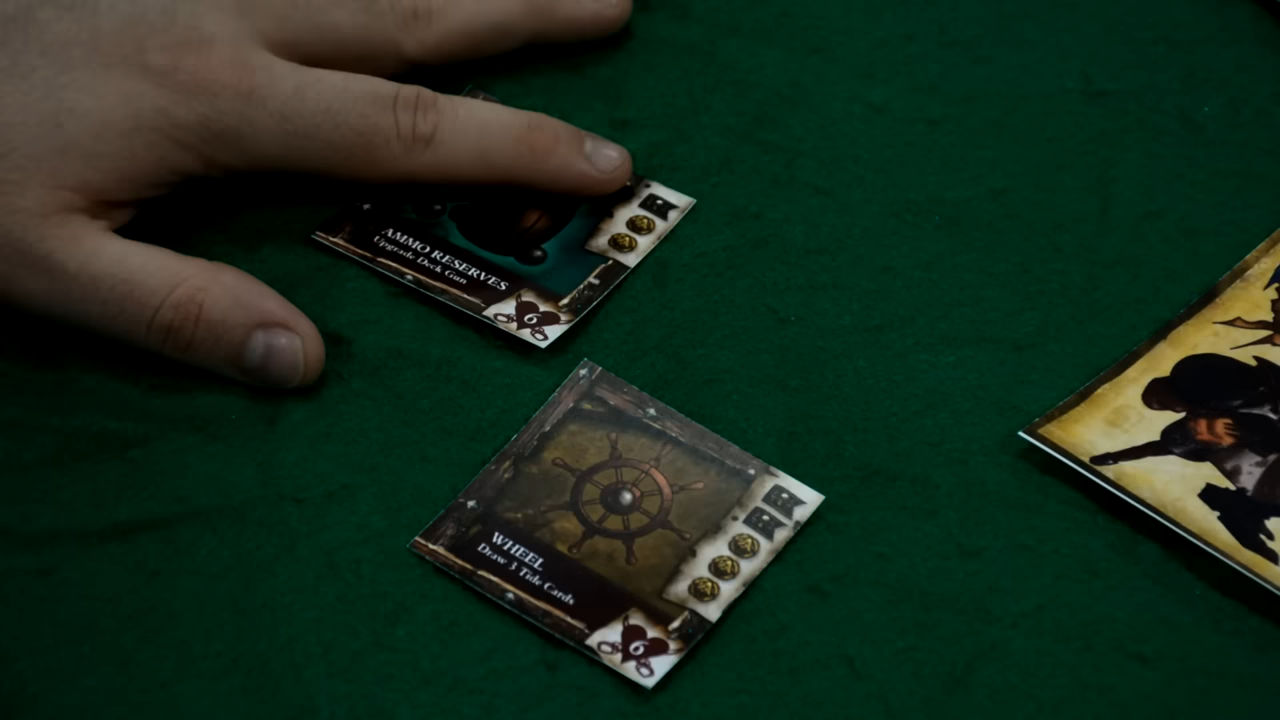 AMMO RESERVES
Upgrade Deck Gun
6
WHEEL
Draw 3 Tide Cards
6